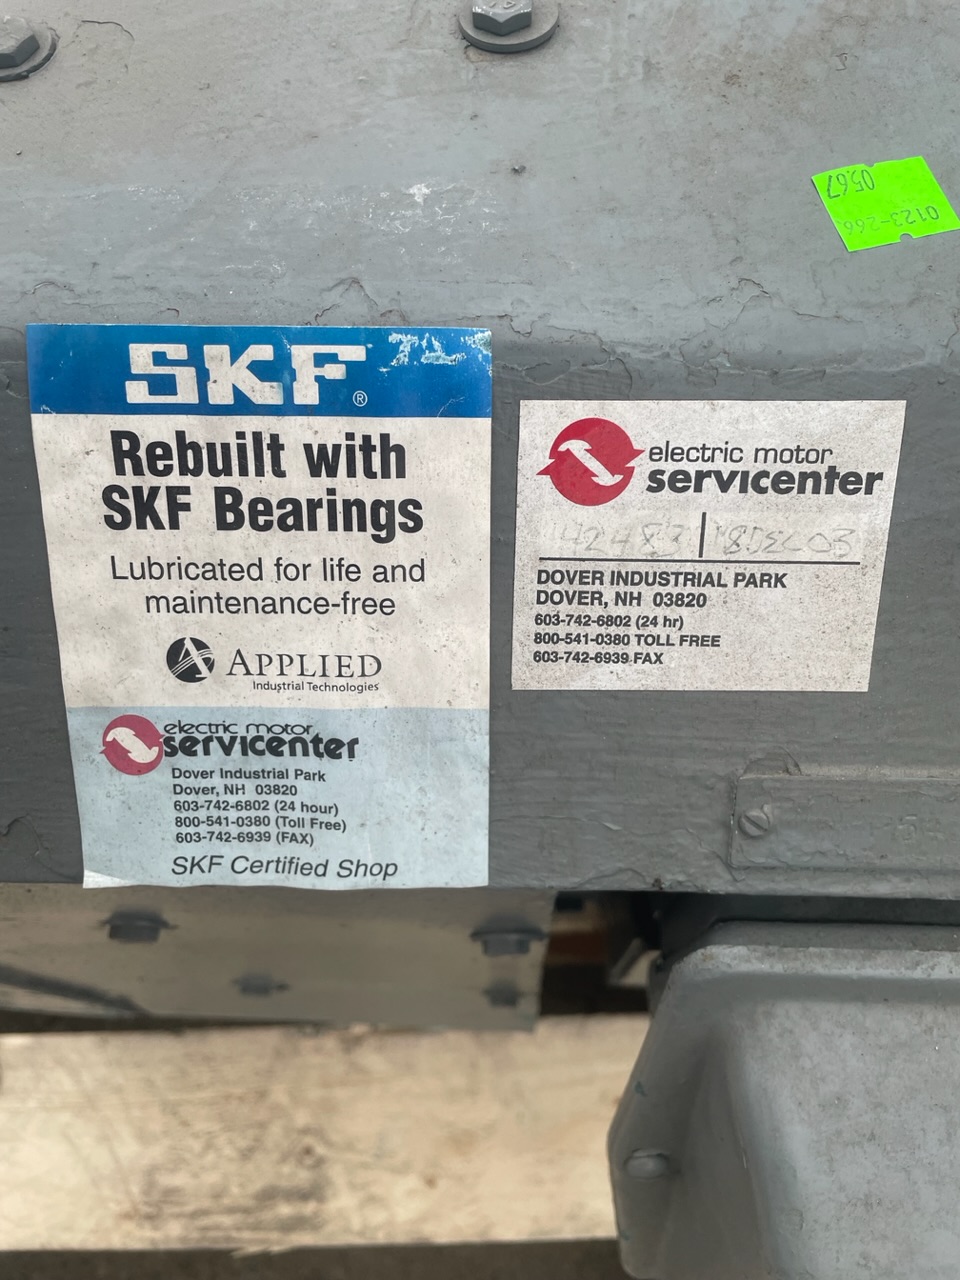 0567
0123-266
SKF®
Rebuilt with
SKF Bearings
Lubricated for life and
maintenance-free
APPLIED
Industrial Technologies
electric motor
servicenter
Dover Industrial Park
Dover, NH 03820
603-742-6802 (24 hour)
800-541-0380 (Toll Free)
603-742-6939 (FAX)
SKF Certified Shop
electric motor
servicenter
42483 18DEC03
DOVER INDUSTRIAL PARK
DOVER, NH 03820
603-742-6802 (24 hr)
800-541-0380 TOLL FREE
603-742-6939 FAX